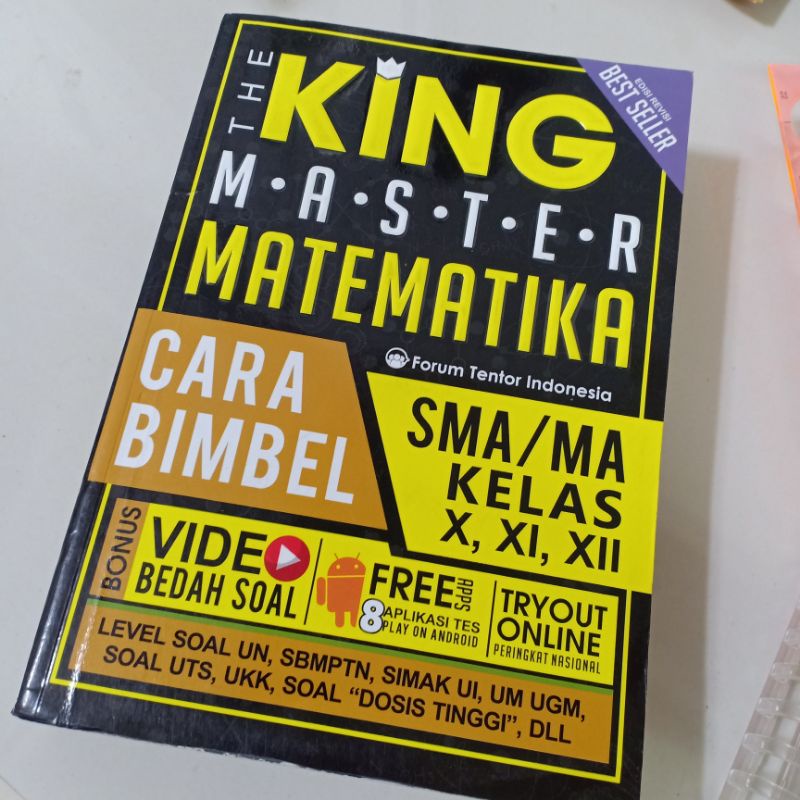 THE
KING
M·A·S·T·E·R
MATEMATIKA
EDISI REVISI
BEST SELLER
Forum Tentor Indonesia
CARA
BIMBEL
SMA/MA
KELAS
X, XI, XII
BONUS
VIDEO
BEDAH SOAL
FREE APPS
8 APLIKASI TES
PLAY ON ANDROID
TRYOUT
ONLINE
PERINGKAT NASIONAL
LEVEL SOAL UN, SBMPTN, SIMAK UI, UM UGM,
SOAL UTS, UKK, SOAL “DOSIS TINGGI”, DLL